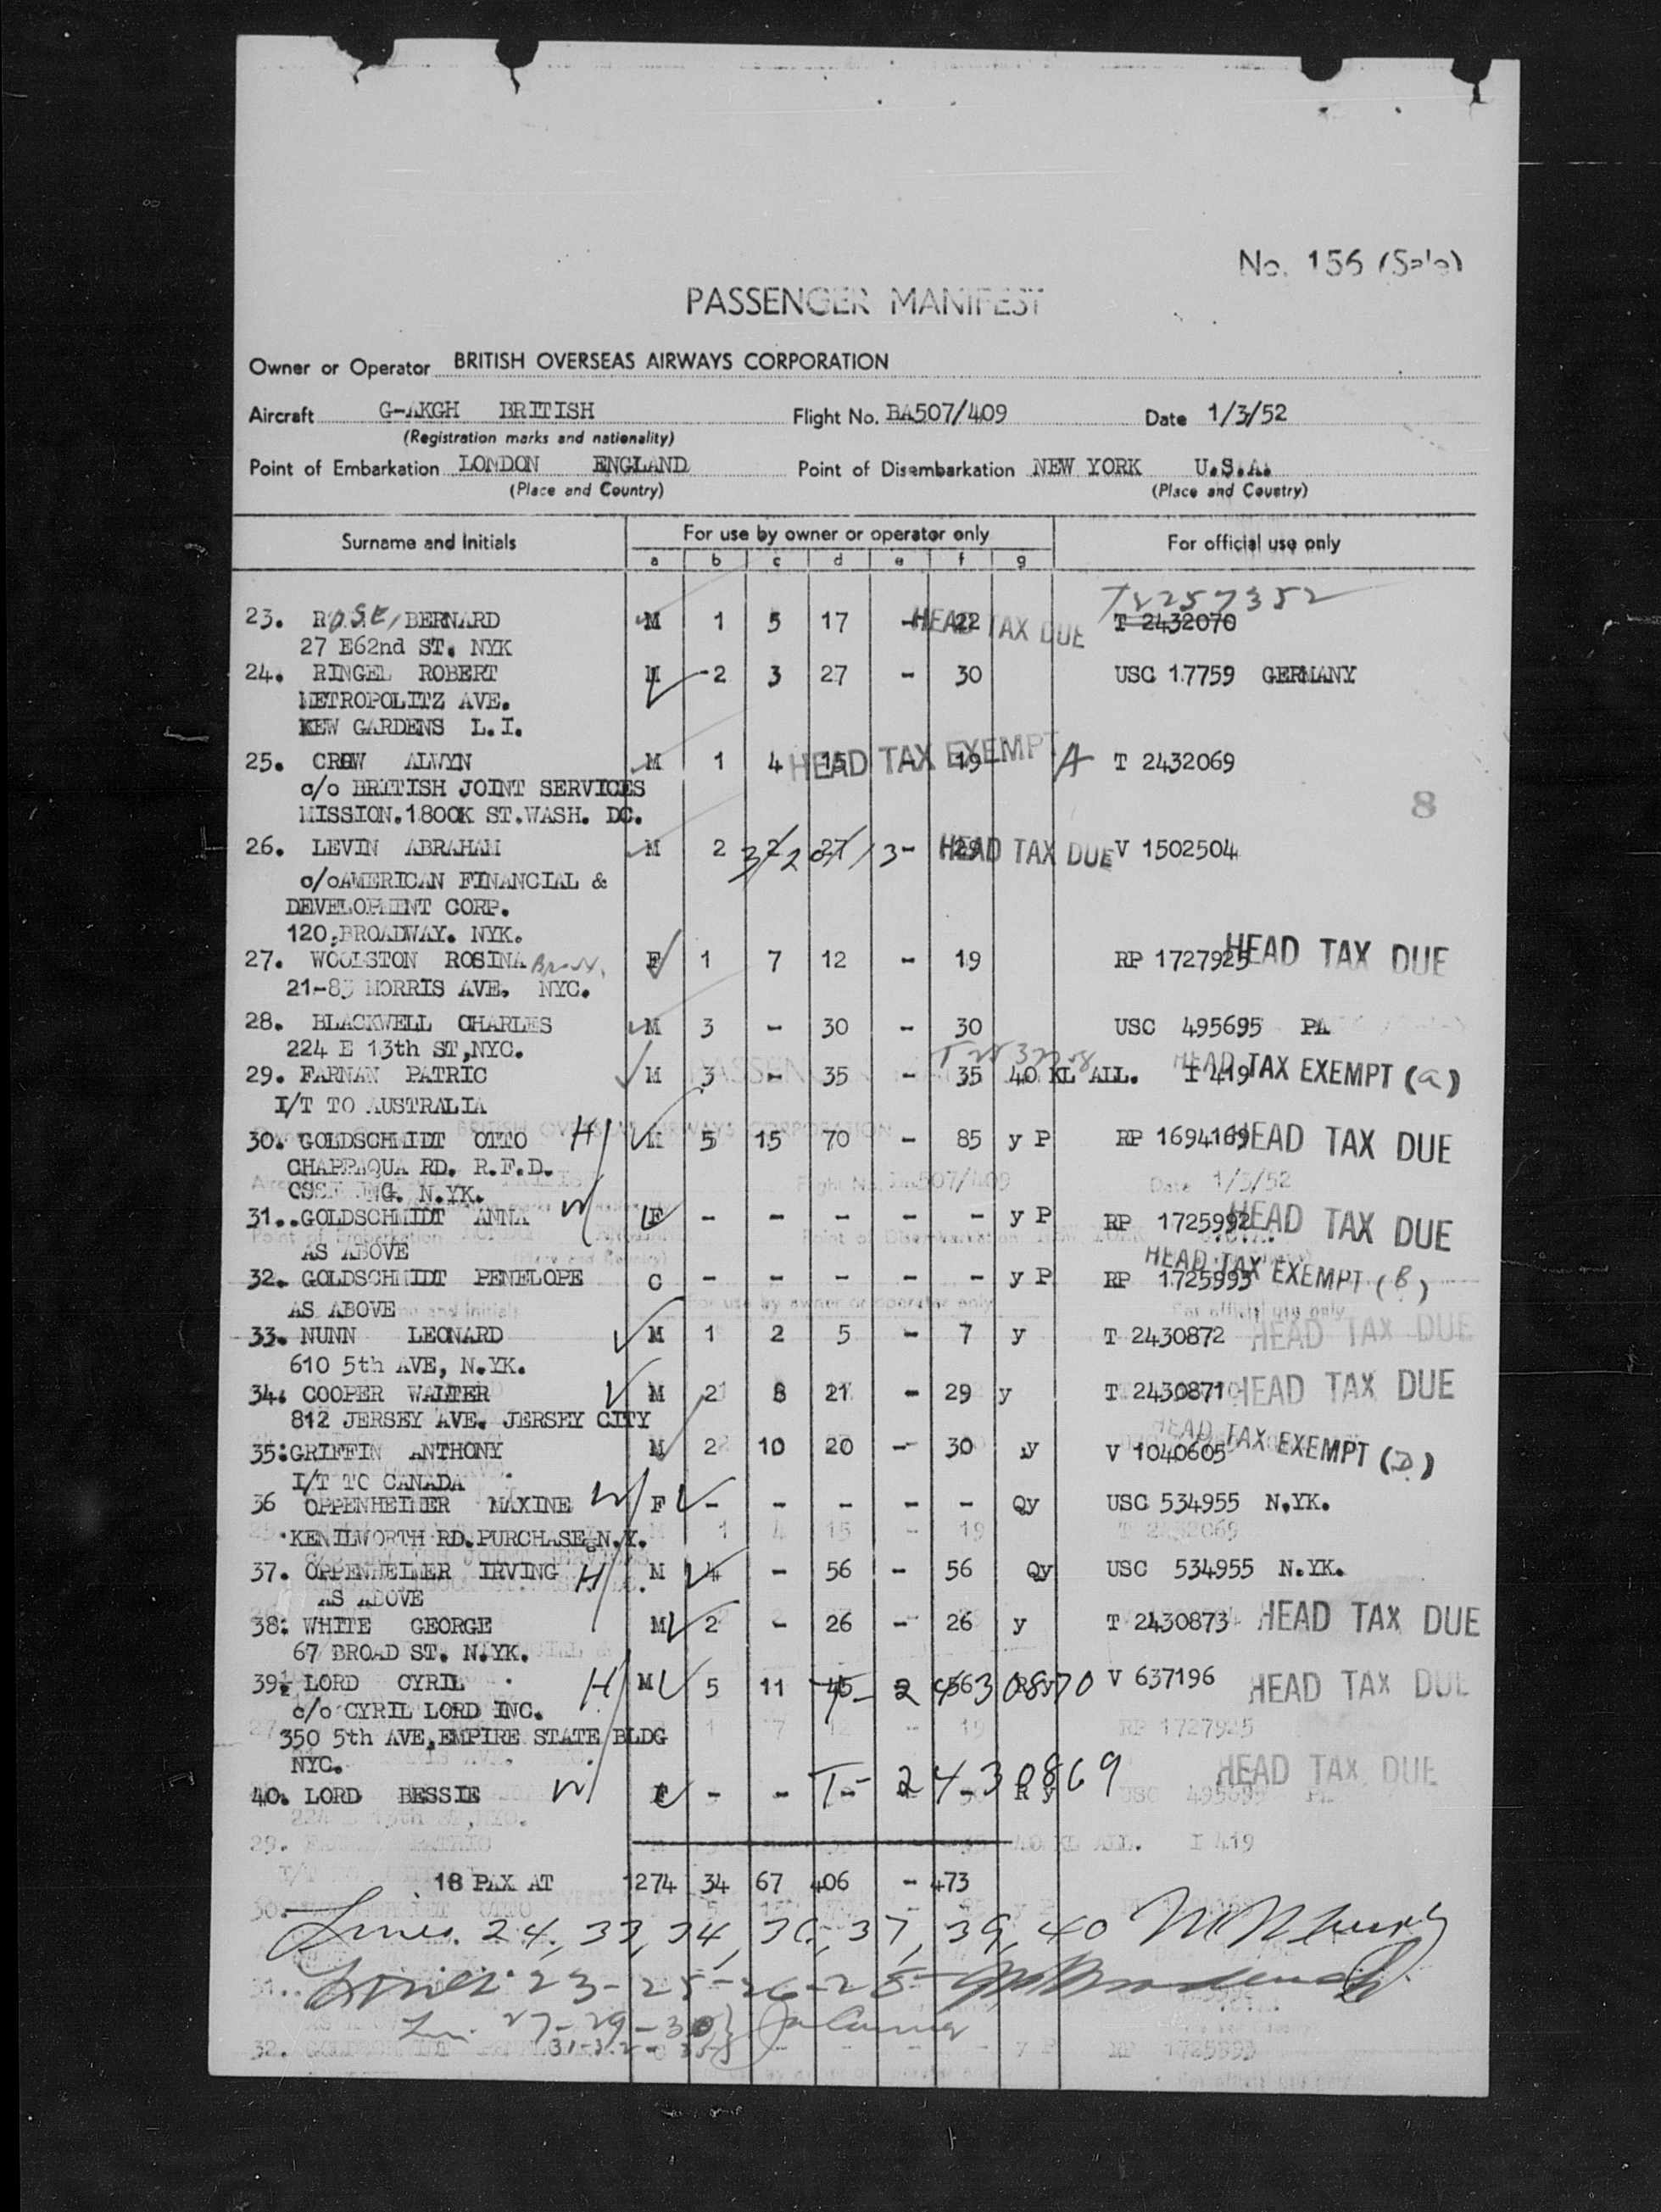 No. 156 (Sale)
PASSENGER MANIFEST
Owner or Operator BRITISH OVERSEAS AIRWAYS CORPORATION
Aircraft G-AKGH BRITISH Flight No. BA507/409 Date 1/3/52
(Registration marks and nationality)
Point of Embarkation LONDON ENGLAND Point of Disembarkation NEW YORK U.S.A.
(Place and Country) (Place and Country)
Surname and Initials For use by owner or operator only For official use only
a b c d e f g
23. ROSE, BERNARD M 1 5 17 - 22 HEAD TAX DUE T 2432070
27 E62nd ST. NYK
24. RINGEL ROBERT M -2 3 27 - 30 USC 17759 GERMANY
METROPOLITZ AVE.
KEW GARDENS L.I.
25. CROW ALWYN M 1 4 15 19 HEAD TAX EXEMPT A T 2432069
c/o BRITISH JOINT SERVICES
MISSION.1800K ST.WASH. DC.
8
26. LEVIN ABRAHAM M 2 2 27 - 29 HEAD TAX DUE V 1502504
c/oAMERICAN FINANCIAL &
DEVELOPMENT CORP.
120.BROADWAY. NYK.
27. WOOLSTON ROSINA F 1 7 12 - 19 RP 1727925 HEAD TAX DUE
21-83 MORRIS AVE. NYC.
28. BLACKWELL CHARLES M 3 - 30 - 30 USC 495695 PA
224 E 13th ST,NYC.
29. FARNAN PATRIC M 3 - 35 - 35 40 KL ALL. I 419 HEAD TAX EXEMPT (a)
I/T TO AUSTRALIA
30. GOLDSCHMIDT OTTO H M 5 15 70 - 85 y P RP 1694169 HEAD TAX DUE
CHAPPAQUA RD. R.F.D.
N.YK.
31..GOLDSCHMIDT ANNA W F - - - - - y P RP 1725992 HEAD TAX DUE
AS ABOVE
32. GOLDSCHMIDT PENELOPE C - - - - - y P RP 1725993 HEAD TAX EXEMPT (B)
AS ABOVE
33. NUNN LEONARD M 1 2 5 - 7 y T 2430872 HEAD TAX DUE
610 5th AVE, N.YK.
34. COOPER WALTER M 2 8 21 - 29 y T 2430871 HEAD TAX DUE
812 JERSEY AVE. JERSEY CITY
35:GRIFFIN ANTHONY M 2 10 20 - 30 y V 1040605 HEAD TAX EXEMPT (D)
I/T TO CANADA
36 OPPENHEIMER MAXINE W F - - - - - Qy USC 534955 N.YK.
KENILWORTH RD.PURCHASE N.Y.
37. OPPENHEIMER IRVING H M 4 - 56 - 56 Qy USC 534955 N.YK.
AS ABOVE
38: WHITE GEORGE M 2 - 26 - 26 y T 2430873 HEAD TAX DUE
67 BROAD ST. N.YK.
39. LORD CYRIL H M 5 11 45 - 56 R y T-2430870 V 637196 HEAD TAX DUE
c/o CYRIL LORD INC.
350 5th AVE,EMPIRE STATE BLDG
NYC.
40. LORD BESSIE W F - - - - - R y T-2430869 HEAD TAX DUE
18 PAX AT 1274 34 67 406 - 473
Lines. 24, 33, 34, 36, 37, 39, 40
Lines 23-25-26-28-
27-29-30
31-32-35